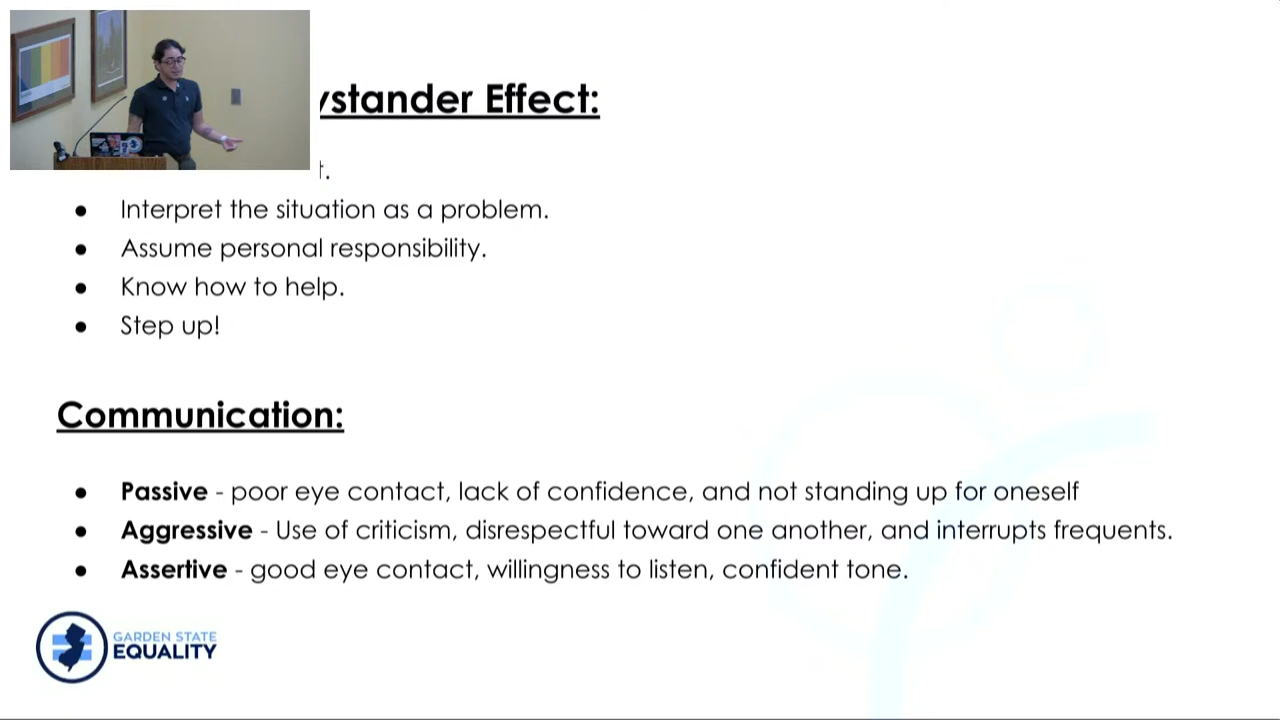 ystander Effect:
t.
● Interpret the situation as a problem.
● Assume personal responsibility.
● Know how to help.
● Step up!
Communication:
● Passive - poor eye contact, lack of confidence, and not standing up for oneself
● Aggressive - Use of criticism, disrespectful toward one another, and interrupts frequents.
● Assertive - good eye contact, willingness to listen, confident tone.
GARDEN STATE
EQUALITY